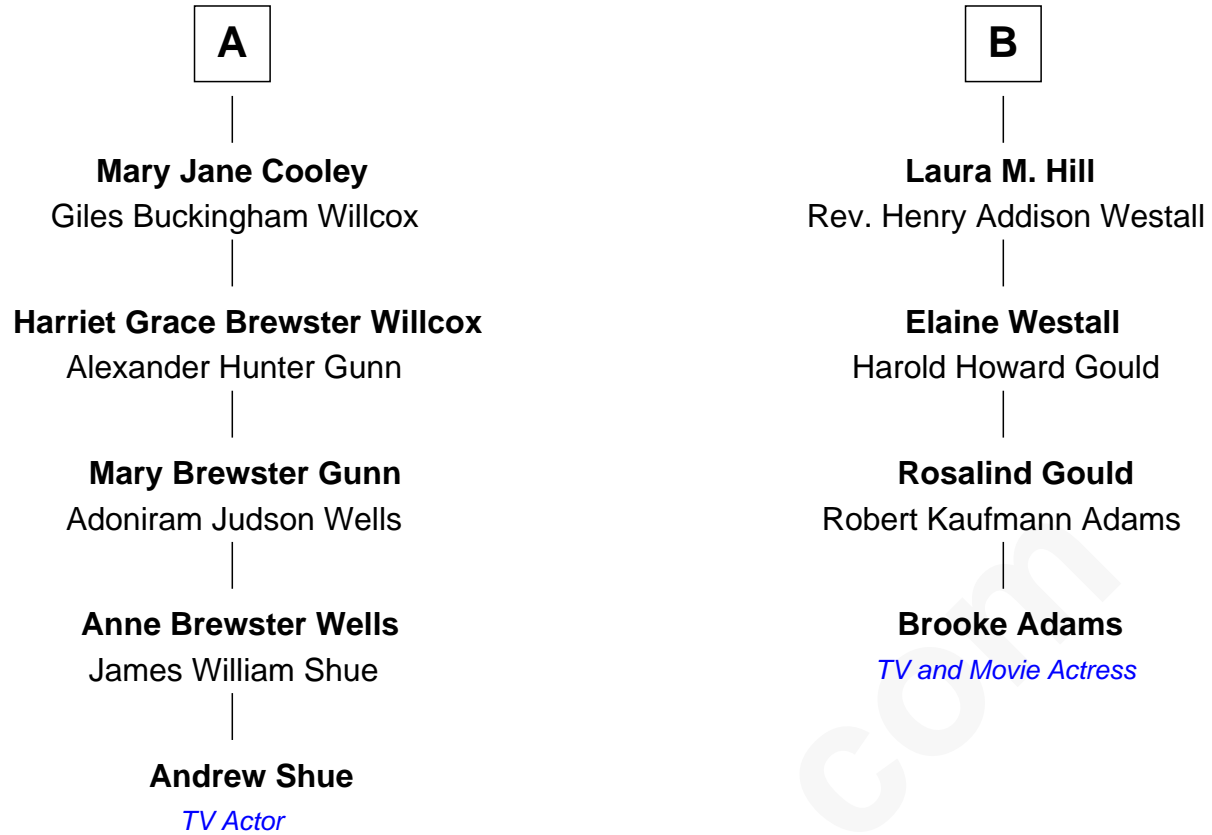 A
Mary Jane Cooley
Giles Buckingham Willcox
Harriet Grace Brewster Willcox
Alexander Hunter Gunn
Mary Brewster Gunn
Adoniram Judson Wells
Anne Brewster Wells
James William Shue
Andrew Shue
TV Actor
B
Laura M. Hill
Rev. Henry Addison Westall
Elaine Westall
Harold Howard Gould
Rosalind Gould
Robert Kaufmann Adams
Brooke Adams
TV and Movie Actress
com